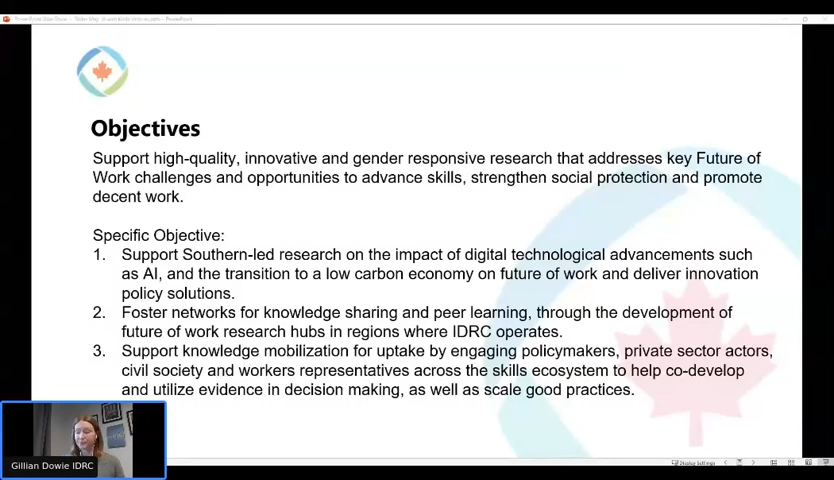 Objectives
Support high-quality, innovative and gender responsive research that addresses key Future of
Work challenges and opportunities to advance skills, strengthen social protection and promote
decent work.
Specific Objective:
1. Support Southern-led research on the impact of digital technological advancements such
as AI, and the transition to a low carbon economy on future of work and deliver innovation
policy solutions.
2. Foster networks for knowledge sharing and peer learning, through the development of
future of work research hubs in regions where IDRC operates.
3. Support knowledge mobilization for uptake by engaging policymakers, private sector actors,
civil society and workers representatives across the skills ecosystem to help co-develop
and utilize evidence in decision making, as well as scale good practices.
Gillian Dowie IDRC
Display Settings